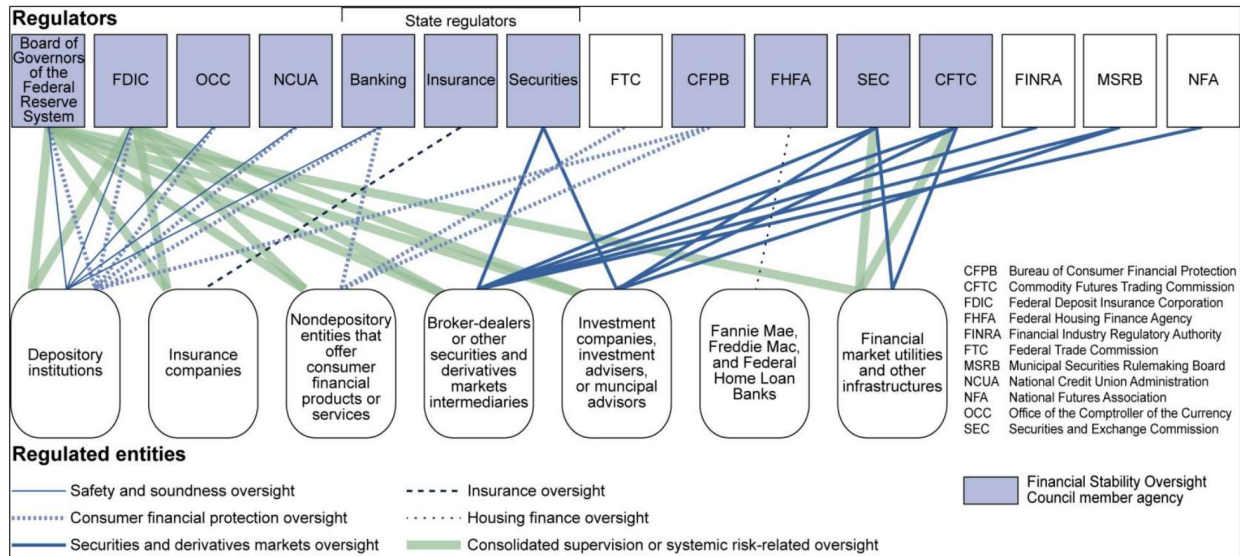 Regulators
State regulators
Board of
Governors
of the
Federal
Reserve
System
FDIC
OCC
NCUA
Banking
Insurance
Securities
FTC
CFPB
FHFA
SEC
CFTC
FINRA
MSRB
NFA
Depository
institutions
Insurance
companies
Nondepository
entities that
offer
consumer
financial
products or
services
Broker-dealers
or other
securities and
derivatives
markets
intermediaries
Investment
companies,
investment
advisers,
or muncipal
advisors
Fannie Mae,
Freddie Mac,
and Federal
Home Loan
Banks
Financial
market utilities
and other
infrastructures
CFPB Bureau of Consumer Financial Protection
CFTC Commodity Futures Trading Commission
FDIC Federal Deposit Insurance Corporation
FHFA Federal Housing Finance Agency
FINRA Financial Industry Regulatory Authority
FTC Federal Trade Commission
MSRB Municipal Securities Rulemaking Board
NCUA National Credit Union Administration
NFA National Futures Association
OCC Office of the Comptroller of the Currency
SEC Securities and Exchange Commission
Regulated entities
Safety and soundness oversight
Consumer financial protection oversight
Securities and derivatives markets oversight
Insurance oversight
Housing finance oversight
Consolidated supervision or systemic risk-related oversight
Financial Stability Oversight
Council member agency